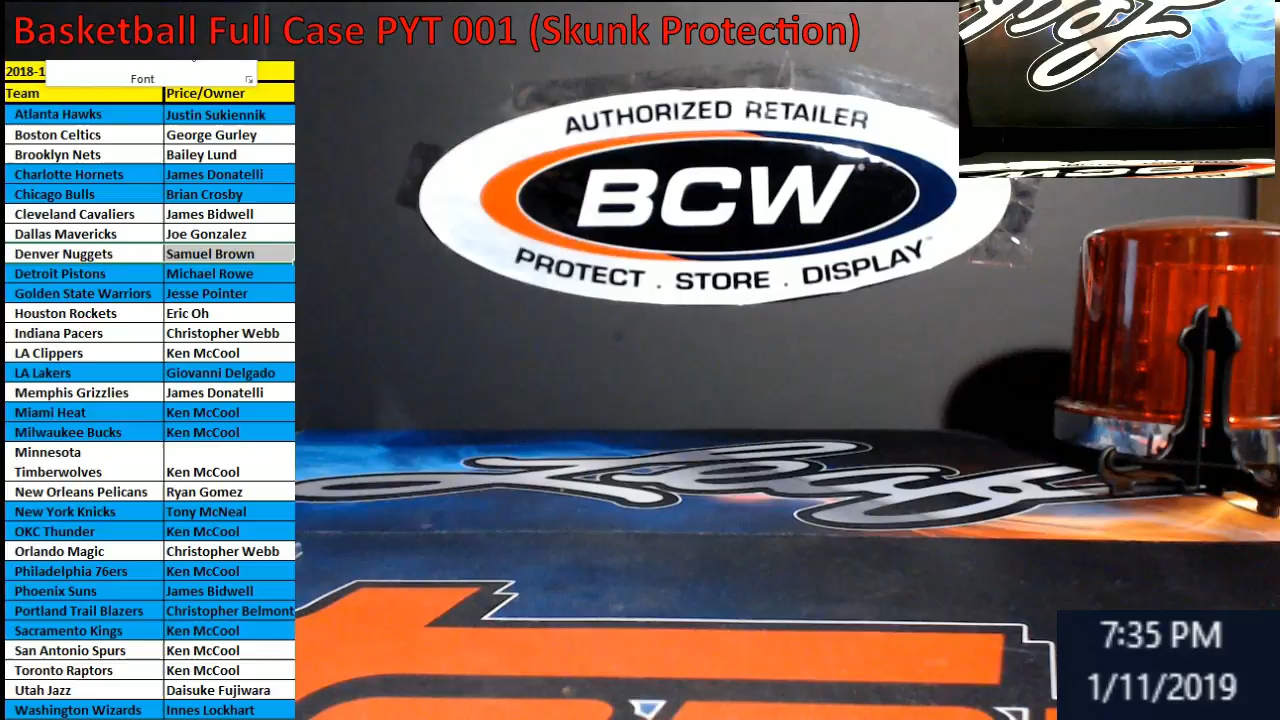 Basketball Full Case PYT 001 (Skunk Protection)
2018-1
Font
Team Price/Owner
Atlanta Hawks Justin Sukiennik
Boston Celtics George Gurley
Brooklyn Nets Bailey Lund
Charlotte Hornets James Donatelli
Chicago Bulls Brian Crosby
Cleveland Cavaliers James Bidwell
Dallas Mavericks Joe Gonzalez
Denver Nuggets Samuel Brown
Detroit Pistons Michael Rowe
Golden State Warriors Jesse Pointer
Houston Rockets Eric Oh
Indiana Pacers Christopher Webb
LA Clippers Ken McCool
LA Lakers Giovanni Delgado
Memphis Grizzlies James Donatelli
Miami Heat Ken McCool
Milwaukee Bucks Ken McCool
Minnesota
Timberwolves Ken McCool
New Orleans Pelicans Ryan Gomez
New York Knicks Tony McNeal
OKC Thunder Ken McCool
Orlando Magic Christopher Webb
Philadelphia 76ers Ken McCool
Phoenix Suns James Bidwell
Portland Trail Blazers Christopher Belmont
Sacramento Kings Ken McCool
San Antonio Spurs Ken McCool
Toronto Raptors Ken McCool
Utah Jazz Daisuke Fujiwara
Washington Wizards Innes Lockhart
AUTHORIZED RETAILER
BCW
PROTECT . STORE . DISPLAY™
7:35 PM
1/11/2019